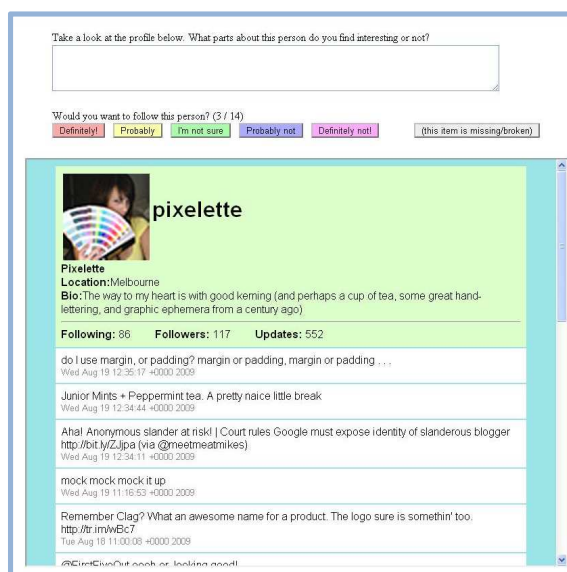 Take a look at the profile below. What parts about this person do you find interesting or not?
Would you want to follow this person? (3 / 14)
Definitely! Probably I'm not sure Probably not Definitely not! (this item is missing/broken)
pixelette
Pixelette
Location:Melbourne
Bio:The way to my heart is with good kerning (and perhaps a cup of tea, some great hand-
lettering, and graphic ephemera from a century ago)
Following: 86 Followers: 117 Updates: 552
do I use margin, or padding? margin or padding, margin or padding . . .
Wed Aug 19 12:35:17 +0000 2009
Junior Mints + Peppermint tea. A pretty naice little break
Wed Aug 19 12:34:44 +0000 2009
Aha! Anonymous slander at risk! | Court rules Google must expose identity of slanderous blogger
http://bit.ly/ZJjpa (via @meetmeatmikes)
Wed Aug 19 12:34:11 +0000 2009
mock mock mock it up
Wed Aug 19 11:16:53 +0000 2009
Remember Clag? What an awesome name for a product. The logo sure is somethin' too.
http://tr.im/wBc7
Tue Aug 18 11:00:08 +0000 2009
@FirstFiveOut oooh er, looking good!